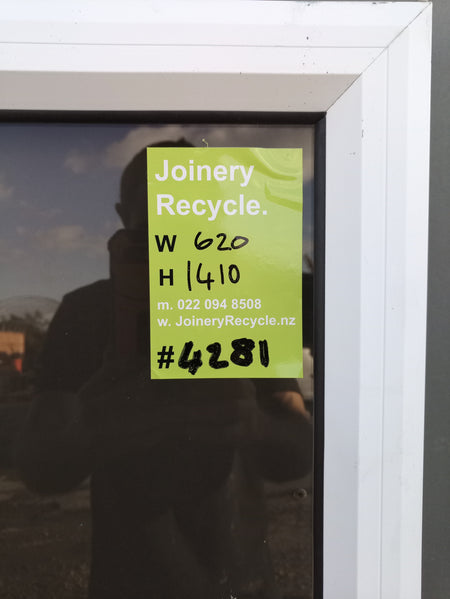 Joinery
Recycle.
W 620
H 1410
m. 022 094 8508
w. JoineryRecycle.nz
#4281